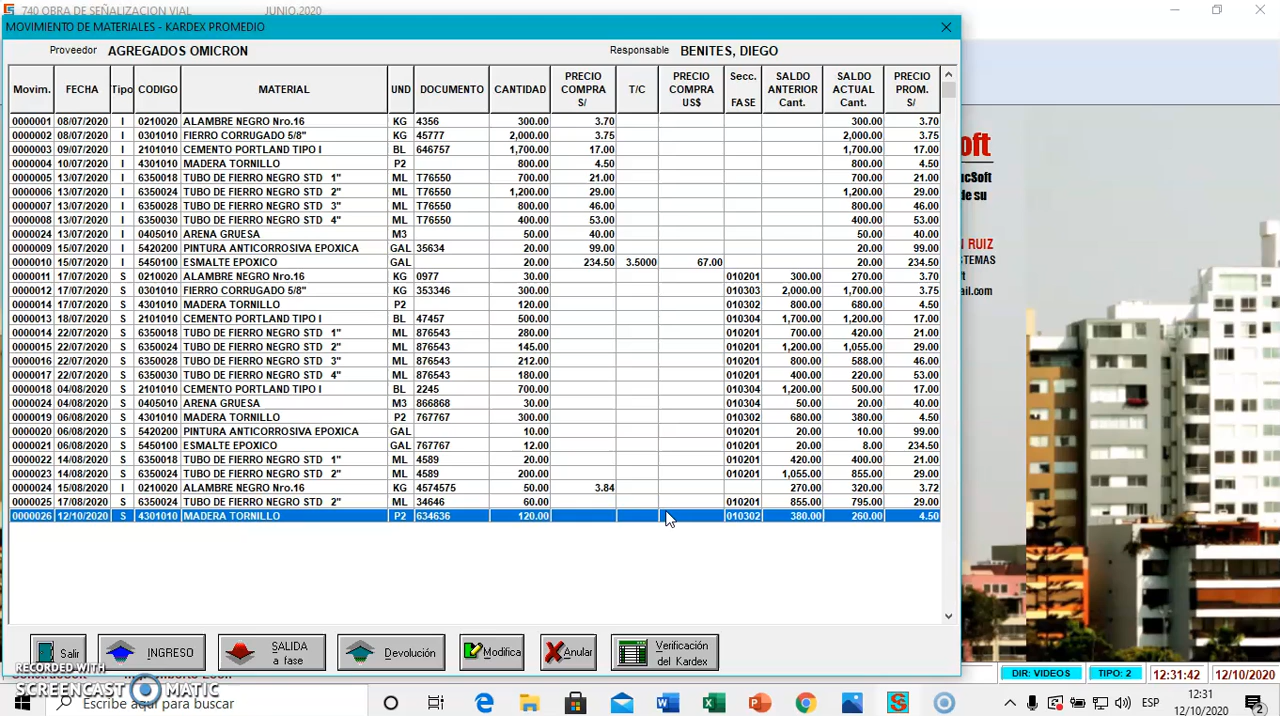 740 OBRA DE SEÑALIZACION VIAL JUNIO.2020
MOVIMIENTO DE MATERIALES - KARDEX PROMEDIO
Proveedor AGREGADOS OMICRON Responsable BENITES, DIEGO
Movim. FECHA Tipo CODIGO MATERIAL UND DOCUMENTO CANTIDAD PRECIO COMPRA S/ T/C PRECIO COMPRA US$ Secc. FASE SALDO ANTERIOR Cant. SALDO ACTUAL Cant. PRECIO PROM. S/
0000001 08/07/2020 I 0210020 ALAMBRE NEGRO Nro.16 KG 4356 300.00 3.70 300.00 3.70
0000002 08/07/2020 I 0301010 FIERRO CORRUGADO 5/8" KG 45777 2,000.00 3.75 2,000.00 3.75
0000003 09/07/2020 I 2101010 CEMENTO PORTLAND TIPO I BL 646757 1,700.00 17.00 1,700.00 17.00
0000004 10/07/2020 I 4301010 MADERA TORNILLO P2 800.00 4.50 800.00 4.50
0000005 13/07/2020 I 6350018 TUBO DE FIERRO NEGRO STD 1" ML T76550 700.00 21.00 700.00 21.00
0000006 13/07/2020 I 6350024 TUBO DE FIERRO NEGRO STD 2" ML T76550 1,200.00 29.00 1,200.00 29.00
0000007 13/07/2020 I 6350028 TUBO DE FIERRO NEGRO STD 3" ML T76550 800.00 46.00 800.00 46.00
0000008 13/07/2020 I 6350030 TUBO DE FIERRO NEGRO STD 4" ML T76550 400.00 53.00 400.00 53.00
0000024 13/07/2020 I 0405010 ARENA GRUESA M3 50.00 40.00 50.00 40.00
0000009 15/07/2020 I 5420200 PINTURA ANTICORROSIVA EPOXICA GAL 35634 20.00 99.00 20.00 99.00
0000010 15/07/2020 I 5450100 ESMALTE EPOXICO GAL 20.00 234.50 3.5000 67.00 20.00 234.50
0000011 17/07/2020 S 0210020 ALAMBRE NEGRO Nro.16 KG 0977 30.00 010201 300.00 270.00 3.70
0000012 17/07/2020 S 0301010 FIERRO CORRUGADO 5/8" KG 353346 300.00 010303 2,000.00 1,700.00 3.75
0000014 17/07/2020 S 4301010 MADERA TORNILLO P2 120.00 010302 800.00 680.00 4.50
0000013 18/07/2020 S 2101010 CEMENTO PORTLAND TIPO I BL 47457 500.00 010304 1,700.00 1,200.00 17.00
0000014 22/07/2020 S 6350018 TUBO DE FIERRO NEGRO STD 1" ML 876543 280.00 010201 700.00 420.00 21.00
0000015 22/07/2020 S 6350024 TUBO DE FIERRO NEGRO STD 2" ML 876543 145.00 010201 1,200.00 1,055.00 29.00
0000016 22/07/2020 S 6350028 TUBO DE FIERRO NEGRO STD 3" ML 876543 212.00 010201 800.00 588.00 46.00
0000017 22/07/2020 S 6350030 TUBO DE FIERRO NEGRO STD 4" ML 876543 180.00 010201 400.00 220.00 53.00
0000018 04/08/2020 S 2101010 CEMENTO PORTLAND TIPO I BL 2245 700.00 010304 1,200.00 500.00 17.00
0000024 04/08/2020 S 0405010 ARENA GRUESA M3 866868 30.00 010304 50.00 20.00 40.00
0000019 06/08/2020 S 4301010 MADERA TORNILLO P2 767767 300.00 010302 680.00 380.00 4.50
0000020 06/08/2020 S 5420200 PINTURA ANTICORROSIVA EPOXICA GAL 10.00 010201 20.00 10.00 99.00
0000021 06/08/2020 S 5450100 ESMALTE EPOXICO GAL 767767 12.00 010201 20.00 8.00 234.50
0000022 14/08/2020 S 6350018 TUBO DE FIERRO NEGRO STD 1" ML 4589 20.00 010201 420.00 400.00 21.00
0000023 14/08/2020 S 6350024 TUBO DE FIERRO NEGRO STD 2" ML 4589 200.00 010201 1,055.00 855.00 29.00
0000024 15/08/2020 I 0210020 ALAMBRE NEGRO Nro.16 KG 4574575 50.00 3.84 270.00 320.00 3.72
0000025 17/08/2020 S 6350024 TUBO DE FIERRO NEGRO STD 2" ML 34646 60.00 010201 855.00 795.00 29.00
0000026 12/10/2020 S 4301010 MADERA TORNILLO P2 634636 120.00 010302 380.00 260.00 4.50
oft
ucSoft
de su
N RUIZ
TEMAS
ft
ail.com
Salir INGRESO SALIDA a fase Devolución Modifica Anular Verificación del Kardex
RECORDED WITH
SCREENCAST MATIC
DIR: VIDEOS TIPO: 2 12:31:42 12/10/2020
Escribe aquí para buscar
ESP 12:31
12/10/2020
2